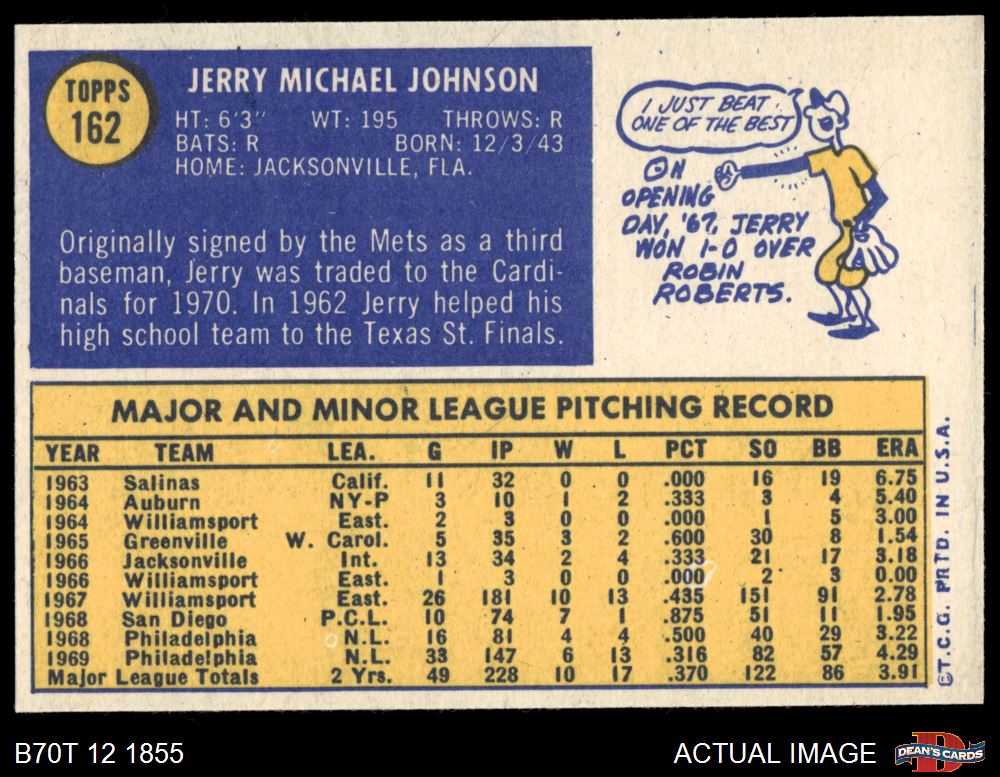 TOPPS
162
JERRY MICHAEL JOHNSON
HT: 6'3" WT: 195 THROWS: R
BATS: R BORN: 12/3/43
HOME: JACKSONVILLE, FLA.
Originally signed by the Mets as a third
baseman, Jerry was traded to the Cardi-
nals for 1970. In 1962 Jerry helped his
high school team to the Texas St. Finals.
I JUST BEAT
ONE OF THE BEST
ON
OPENING
DAY, '67, JERRY
WON 1-0 OVER
ROBIN
ROBERTS.
MAJOR AND MINOR LEAGUE PITCHING RECORD
YEAR TEAM LEA. G IP W L PCT SO BB ERA
1963 Salinas Calif. 11 32 0 0 .000 16 19 6.75
1964 Auburn NY-P 3 10 1 2 .333 3 4 5.40
1964 Williamsport East. 2 3 0 0 .000 1 5 3.00
1965 Greenville W. Carol. 5 35 3 2 .600 30 8 1.54
1966 Jacksonville Int. 13 34 2 4 .333 21 17 3.18
1966 Williamsport East. 1 3 0 0 .000 2 3 0.00
1967 Williamsport East. 26 181 10 13 .435 151 91 2.78
1968 San Diego P.C.L. 10 74 7 1 .875 51 11 1.95
1968 Philadelphia N.L. 16 81 4 4 .500 40 29 3.22
1969 Philadelphia N.L. 33 147 6 13 .316 82 57 4.29
Major League Totals 2 Yrs. 49 228 10 17 .370 122 86 3.91
©T.C.G. PRTD. IN U.S.A.
B70T 12 1855
ACTUAL IMAGE
DEAN'S CARDS